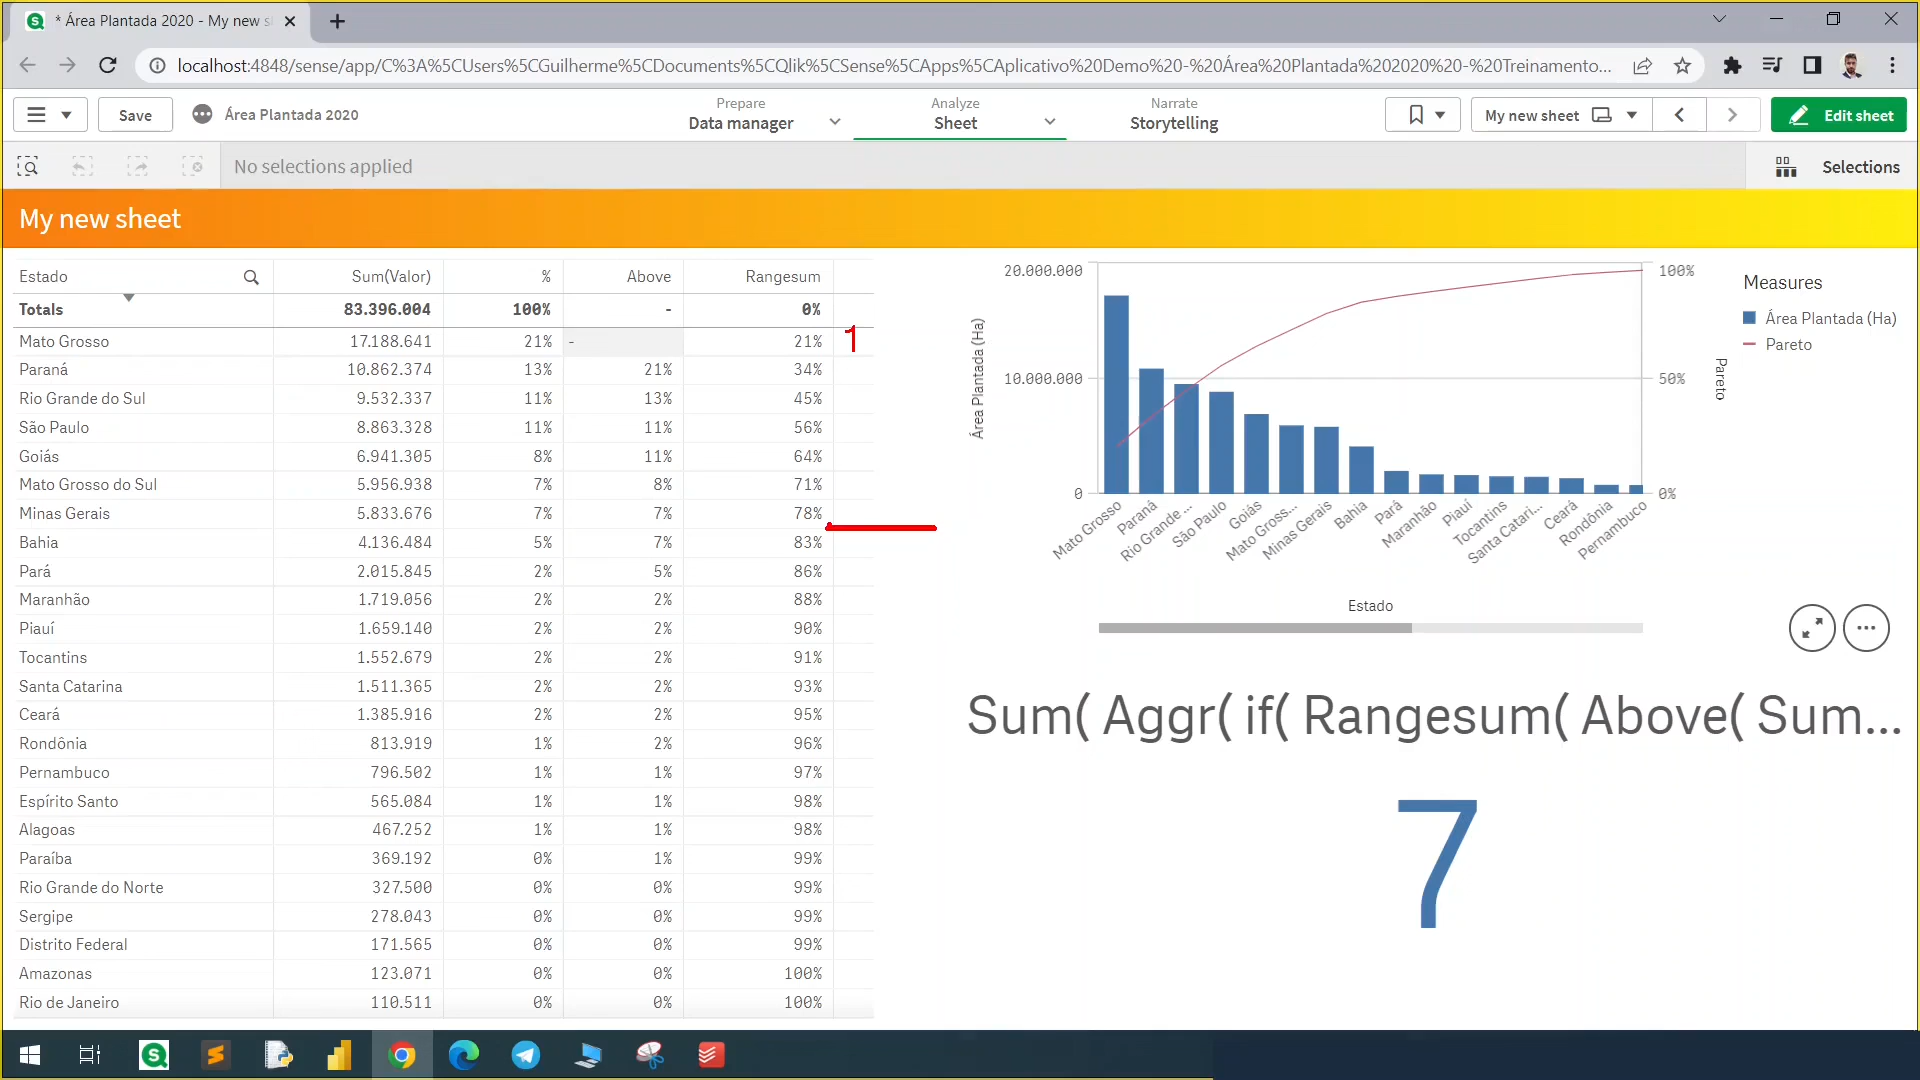 * Área Plantada 2020 - My new s
localhost:4848/sense/app/C%3A%5CUsers%5CGuilherme%5CDocuments%5CQlik%5CSense%5CApps%5CAplicativo%20Demo%20-%20Área%20Plantada%202020%20-%20Treinamento...
Save
Área Plantada 2020
Prepare
Data manager
Analyze
Sheet
Narrate
Storytelling
My new sheet
Edit sheet
No selections applied
Selections
My new sheet
Estado Sum(Valor) % Above Rangesum
Totals 83.396.004 100% - 0%
Mato Grosso 17.188.641 21% - 21% 1
Paraná 10.862.374 13% 21% 34%
Rio Grande do Sul 9.532.337 11% 13% 45%
São Paulo 8.863.328 11% 11% 56%
Goiás 6.941.305 8% 11% 64%
Mato Grosso do Sul 5.956.938 7% 8% 71%
Minas Gerais 5.833.676 7% 7% 78%
Bahia 4.136.484 5% 7% 83%
Pará 2.015.845 2% 5% 86%
Maranhão 1.719.056 2% 2% 88%
Piauí 1.659.140 2% 2% 90%
Tocantins 1.552.679 2% 2% 91%
Santa Catarina 1.511.365 2% 2% 93%
Ceará 1.385.916 2% 2% 95%
Rondônia 813.919 1% 2% 96%
Pernambuco 796.502 1% 1% 97%
Espírito Santo 565.084 1% 1% 98%
Alagoas 467.252 1% 1% 98%
Paraíba 369.192 0% 1% 99%
Rio Grande do Norte 327.500 0% 0% 99%
Sergipe 278.043 0% 0% 99%
Distrito Federal 171.565 0% 0% 99%
Amazonas 123.071 0% 0% 100%
Rio de Janeiro 110.511 0% 0% 100%
20.000.000
10.000.000
0
Área Plantada (Ha)
100%
50%
0%
Pareto
Mato Grosso
Paraná
Rio Grande ...
São Paulo
Goiás
Mato Gross...
Minas Gerais
Bahia
Pará
Maranhão
Piauí
Tocantins
Santa Catari...
Ceará
Rondônia
Pernambuco
Estado
Measures
Área Plantada (Ha)
Pareto
Sum( Aggr( if( Rangesum( Above( Sum...
7